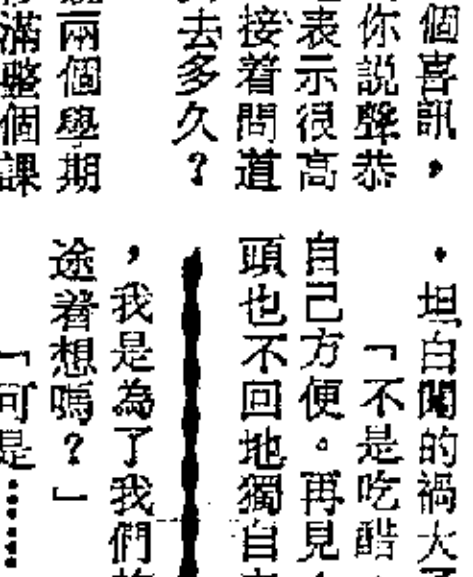 個喜訊，
你説聲恭
表示很高
接着問道
去多久？
兩個學期
滿整個課
．坦白闖的禍大
「不是吃醋
自己方便。再見
頭也不回地獨自
，我是為了我們
途着想嗎？」
「可是……